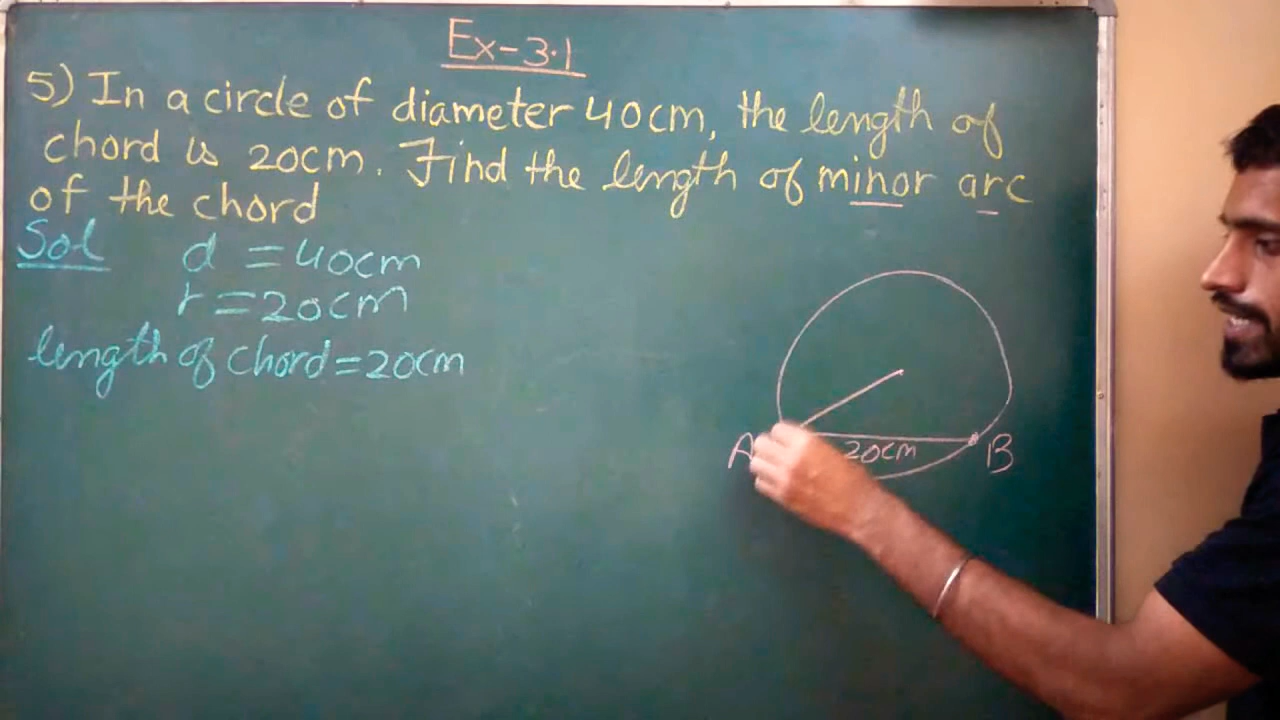 Ex-3.1
5) In a circle of diameter 40cm, the length of
chord is 20cm. Find the length of minor arc
of the chord
Sol d = 40cm
r = 20cm
length of chord = 20cm
A 20cm B